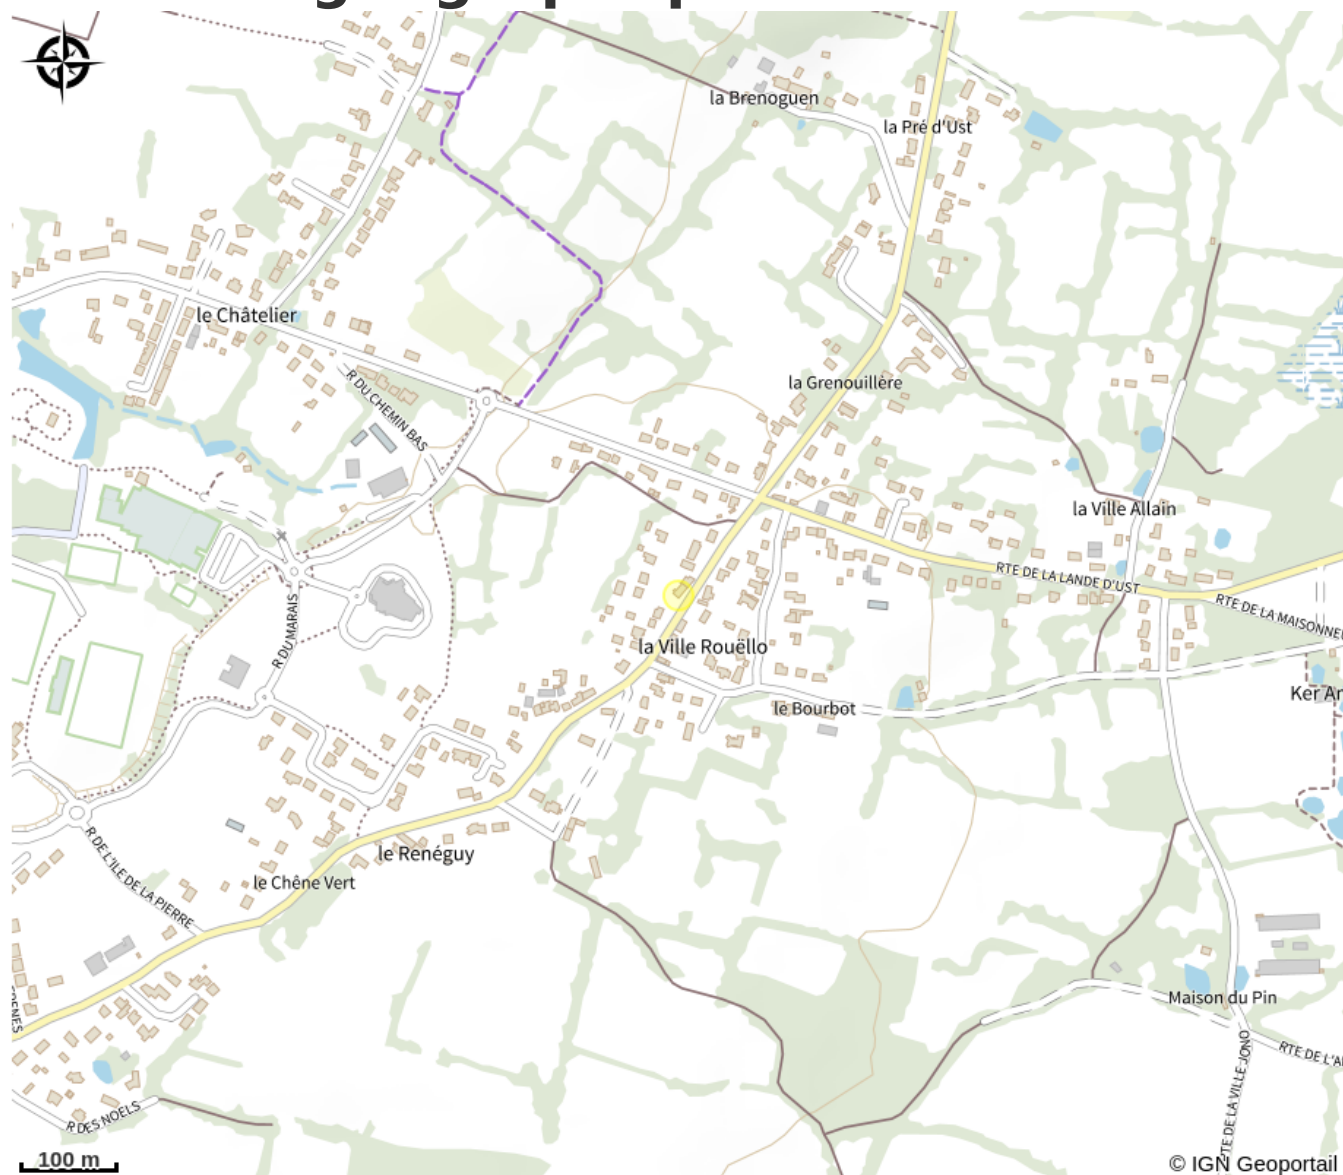 la Brenoguen
la Pré d'Ust
le Châtelier
R DU CHEMIN BAS
la Grenouillère
la Ville Allain
RTE DE LA LANDE D'UST
RTE DE LA MAISONNE
R DU MARAIS
la Ville Rouëllo
le Bourbot
Ker Ar
R DE L'ILE DE LA PIERRE
le Renéguy
le Chêne Vert
Maison du Pin
RTE DE L'A
TE DE LA VILLE JONO
R DES NOELS
100 m
© IGN Geoportail